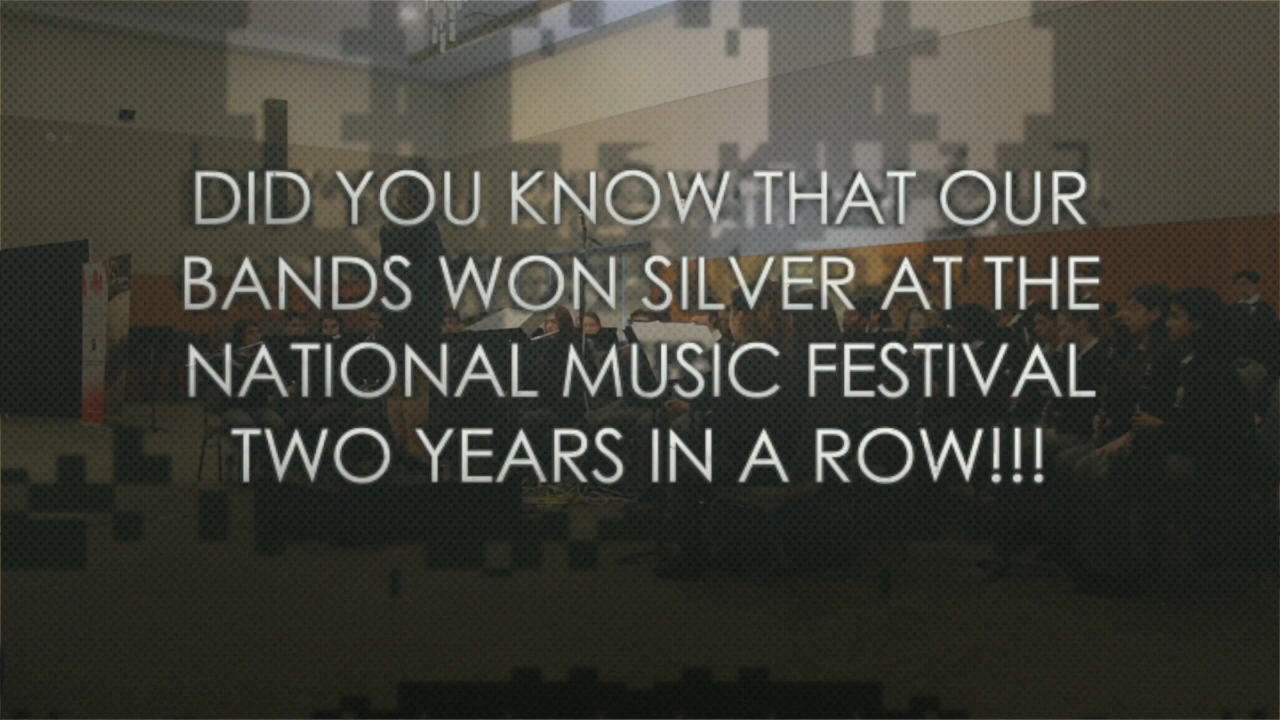 DID YOU KNOW THAT OUR
BANDS WON SILVER AT THE
NATIONAL MUSIC FESTIVAL
TWO YEARS IN A ROW!!!